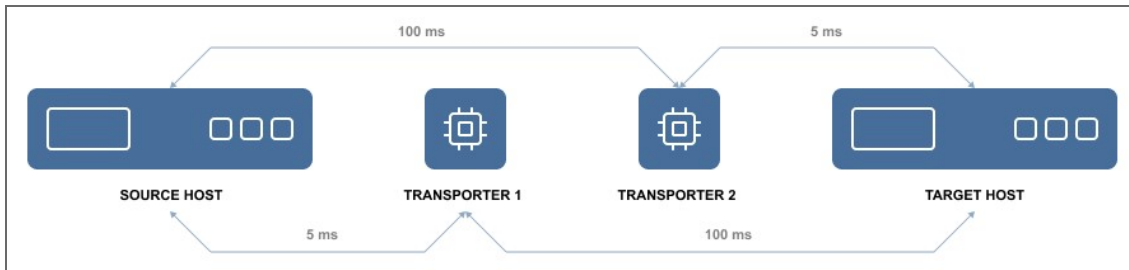 100 ms
5 ms
SOURCE HOST
TRANSPORTER 1
TRANSPORTER 2
TARGET HOST
5 ms
100 ms